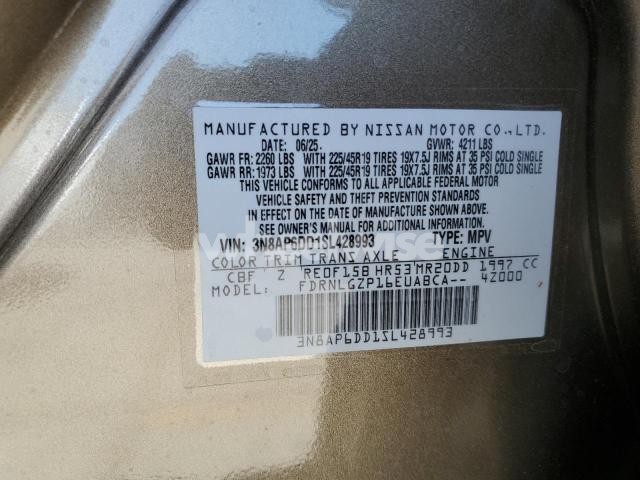 MANUFACTURED BY NISSAN MOTOR CO.,LTD.
DATE: 06/25. GVWR: 4211 LBS
GAWR FR: 2260 LBS WITH 225/45R19 TIRES 19X7.5J RIMS AT 35 PSI COLD SINGLE
GAWR RR: 1973 LBS WITH 225/45R19 TIRES 19X7.5J RIMS AT 35 PSI COLD SINGLE
THIS VEHICLE CONFORMS TO ALL APPLICABLE FEDERAL MOTOR
VEHICLE SAFETY AND THEFT PREVENTION STANDARDS
IN EFFECT ON THE DATE OF MANUFACTURE SHOWN ABOVE.
SEE OWNER'S MANUAL FOR ADDITIONAL INFORMATION.
VIN: 3N8AP6DD1SL428993 TYPE: MPV
COLOR TRIM TRANS AXLE ENGINE
CBF Z RE0F15B HR53 MR20DD 1997 CC
MODEL: FDRNLGZP16EUABCA-- 4Z000
3N8AP6DD1SL428993